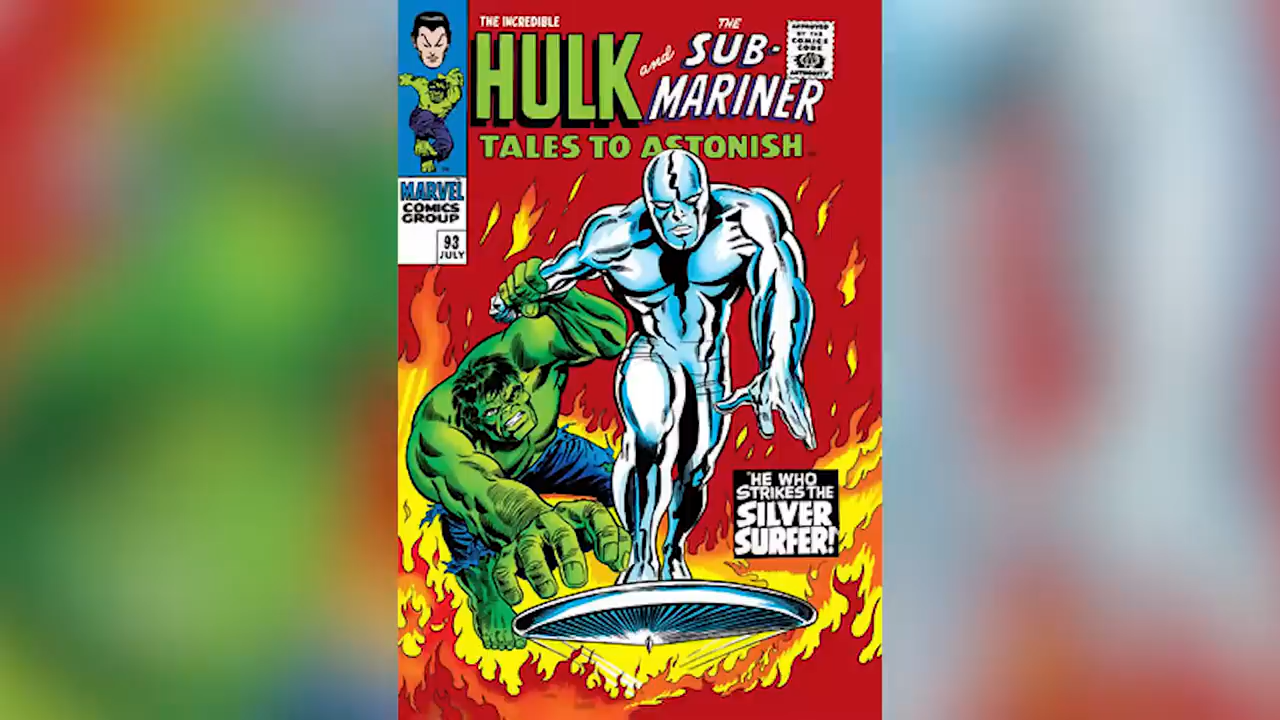 THE INCREDIBLE
HULK
and
THE
SUB-
MARINER
TALES TO ASTONISH
APPROVED
BY THE
COMICS
CODE
AUTHORITY
MARVEL
COMICS
GROUP
93
JULY
"HE WHO
STRIKES THE
SILVER
SURFER!